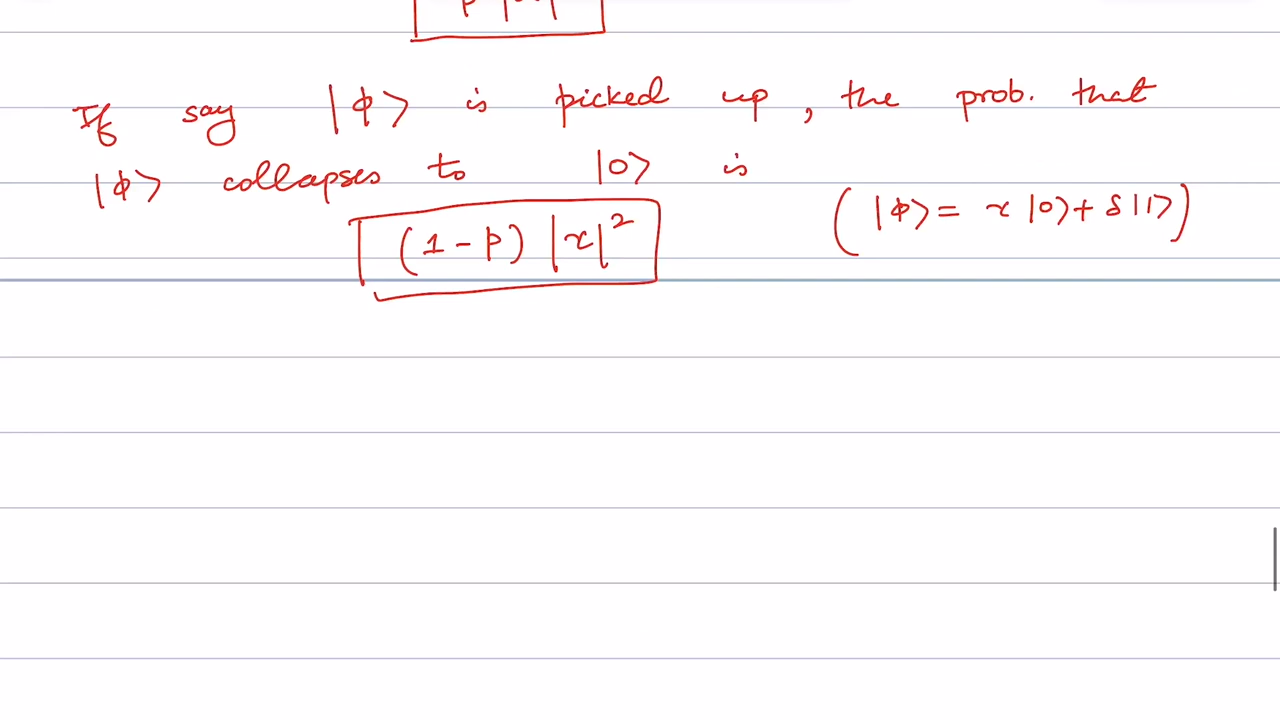 If say |ϕ> is picked up, the prob. that
|ϕ> collapses to |0> is
(|ϕ> = r|0> + δ|1>)
(1-p) |r|²